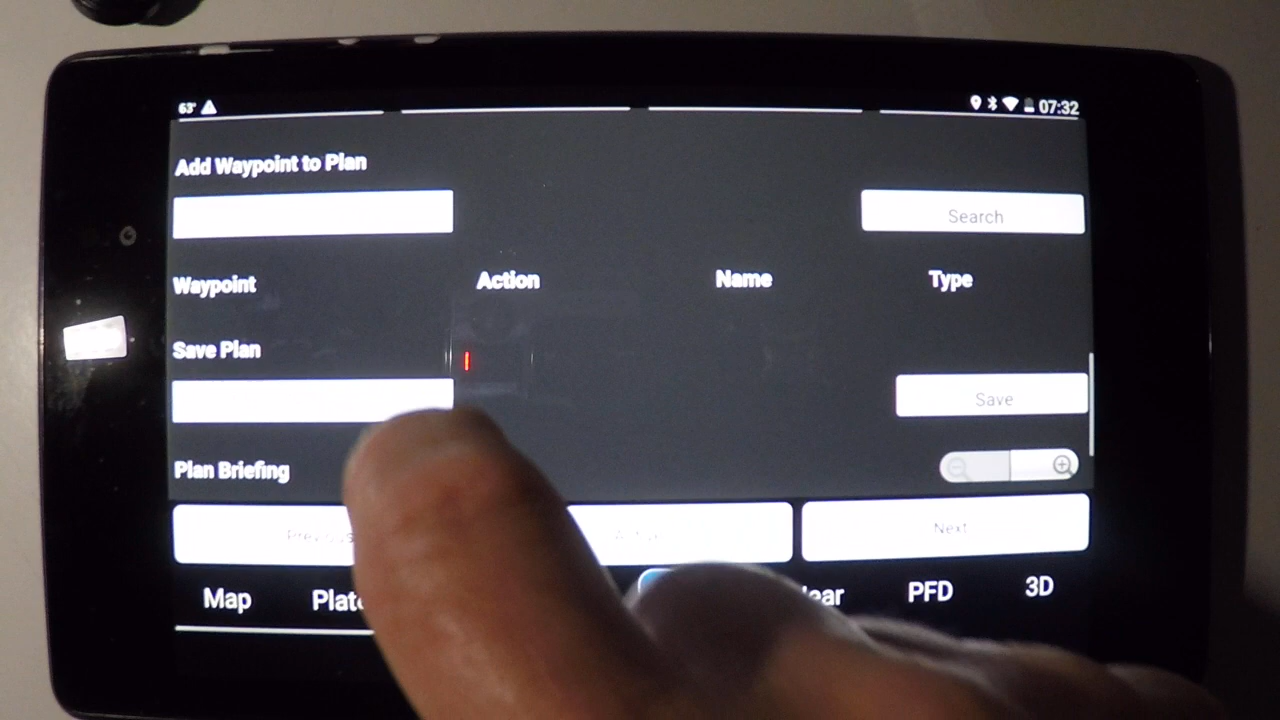 63° 07:32
Add Waypoint to Plan
Search
Waypoint Action Name Type
Save Plan
Save
Plan Briefing
Previous Next
Map PFD 3D